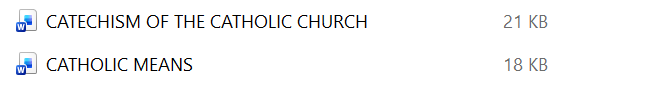 CATECHISM OF THE CATHOLIC CHURCH 21 KB
CATHOLIC MEANS 18 KB